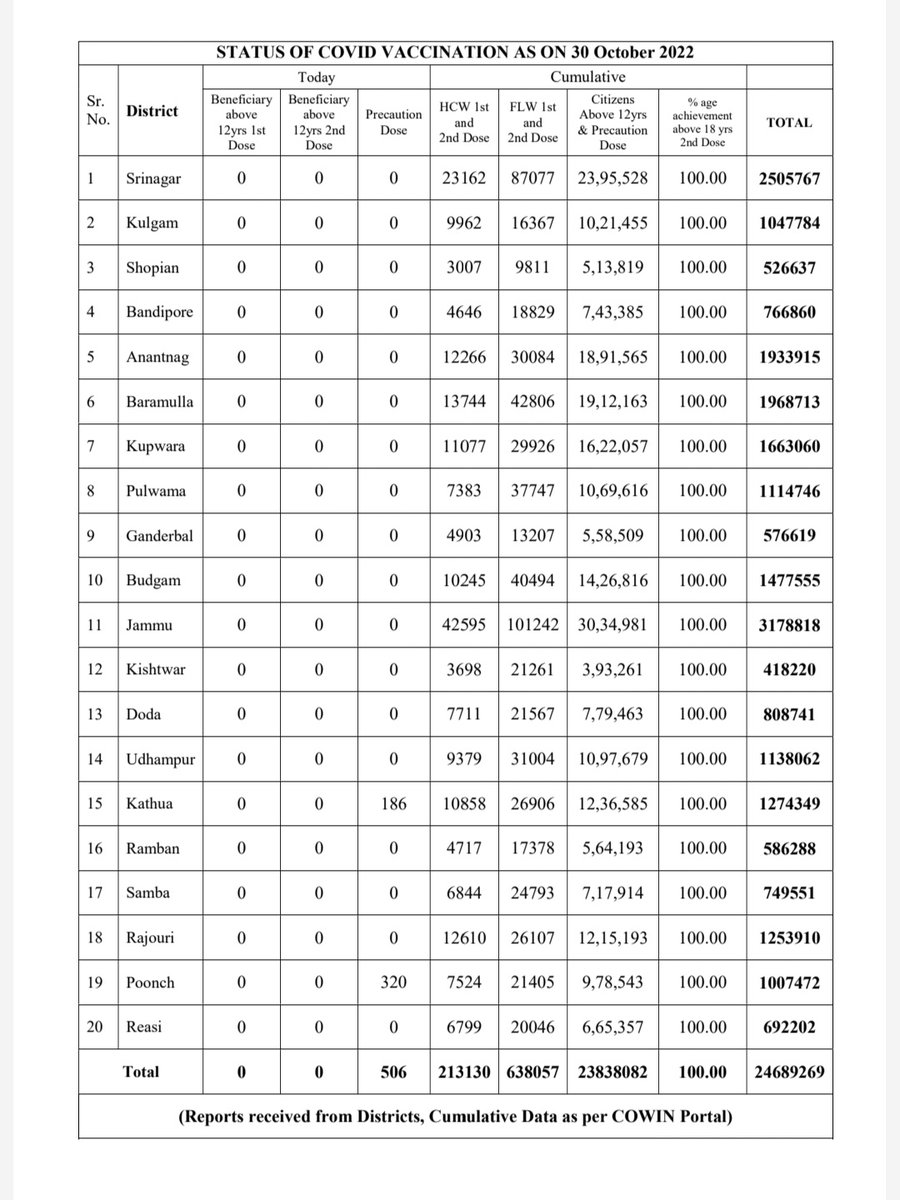 STATUS OF COVID VACCINATION AS ON 30 October 2022
Sr. No. District Today Cumulative
Beneficiary above 12yrs 1st Dose Beneficiary above 12yrs 2nd Dose Precaution Dose HCW 1st and 2nd Dose FLW 1st and 2nd Dose Citizens Above 12yrs & Precaution Dose % age achievement above 18 yrs 2nd Dose TOTAL
1 Srinagar 0 0 0 23162 87077 23,95,528 100.00 2505767
2 Kulgam 0 0 0 9962 16367 10,21,455 100.00 1047784
3 Shopian 0 0 0 3007 9811 5,13,819 100.00 526637
4 Bandipore 0 0 0 4646 18829 7,43,385 100.00 766860
5 Anantnag 0 0 0 12266 30084 18,91,565 100.00 1933915
6 Baramulla 0 0 0 13744 42806 19,12,163 100.00 1968713
7 Kupwara 0 0 0 11077 29926 16,22,057 100.00 1663060
8 Pulwama 0 0 0 7383 37747 10,69,616 100.00 1114746
9 Ganderbal 0 0 0 4903 13207 5,58,509 100.00 576619
10 Budgam 0 0 0 10245 40494 14,26,816 100.00 1477555
11 Jammu 0 0 0 42595 101242 30,34,981 100.00 3178818
12 Kishtwar 0 0 0 3698 21261 3,93,261 100.00 418220
13 Doda 0 0 0 7711 21567 7,79,463 100.00 808741
14 Udhampur 0 0 0 9379 31004 10,97,679 100.00 1138062
15 Kathua 0 0 186 10858 26906 12,36,585 100.00 1274349
16 Ramban 0 0 0 4717 17378 5,64,193 100.00 586288
17 Samba 0 0 0 6844 24793 7,17,914 100.00 749551
18 Rajouri 0 0 0 12610 26107 12,15,193 100.00 1253910
19 Poonch 0 0 320 7524 21405 9,78,543 100.00 1007472
20 Reasi 0 0 0 6799 20046 6,65,357 100.00 692202
Total 0 0 506 213130 638057 23838082 100.00 24689269
(Reports received from Districts, Cumulative Data as per COWIN Portal)